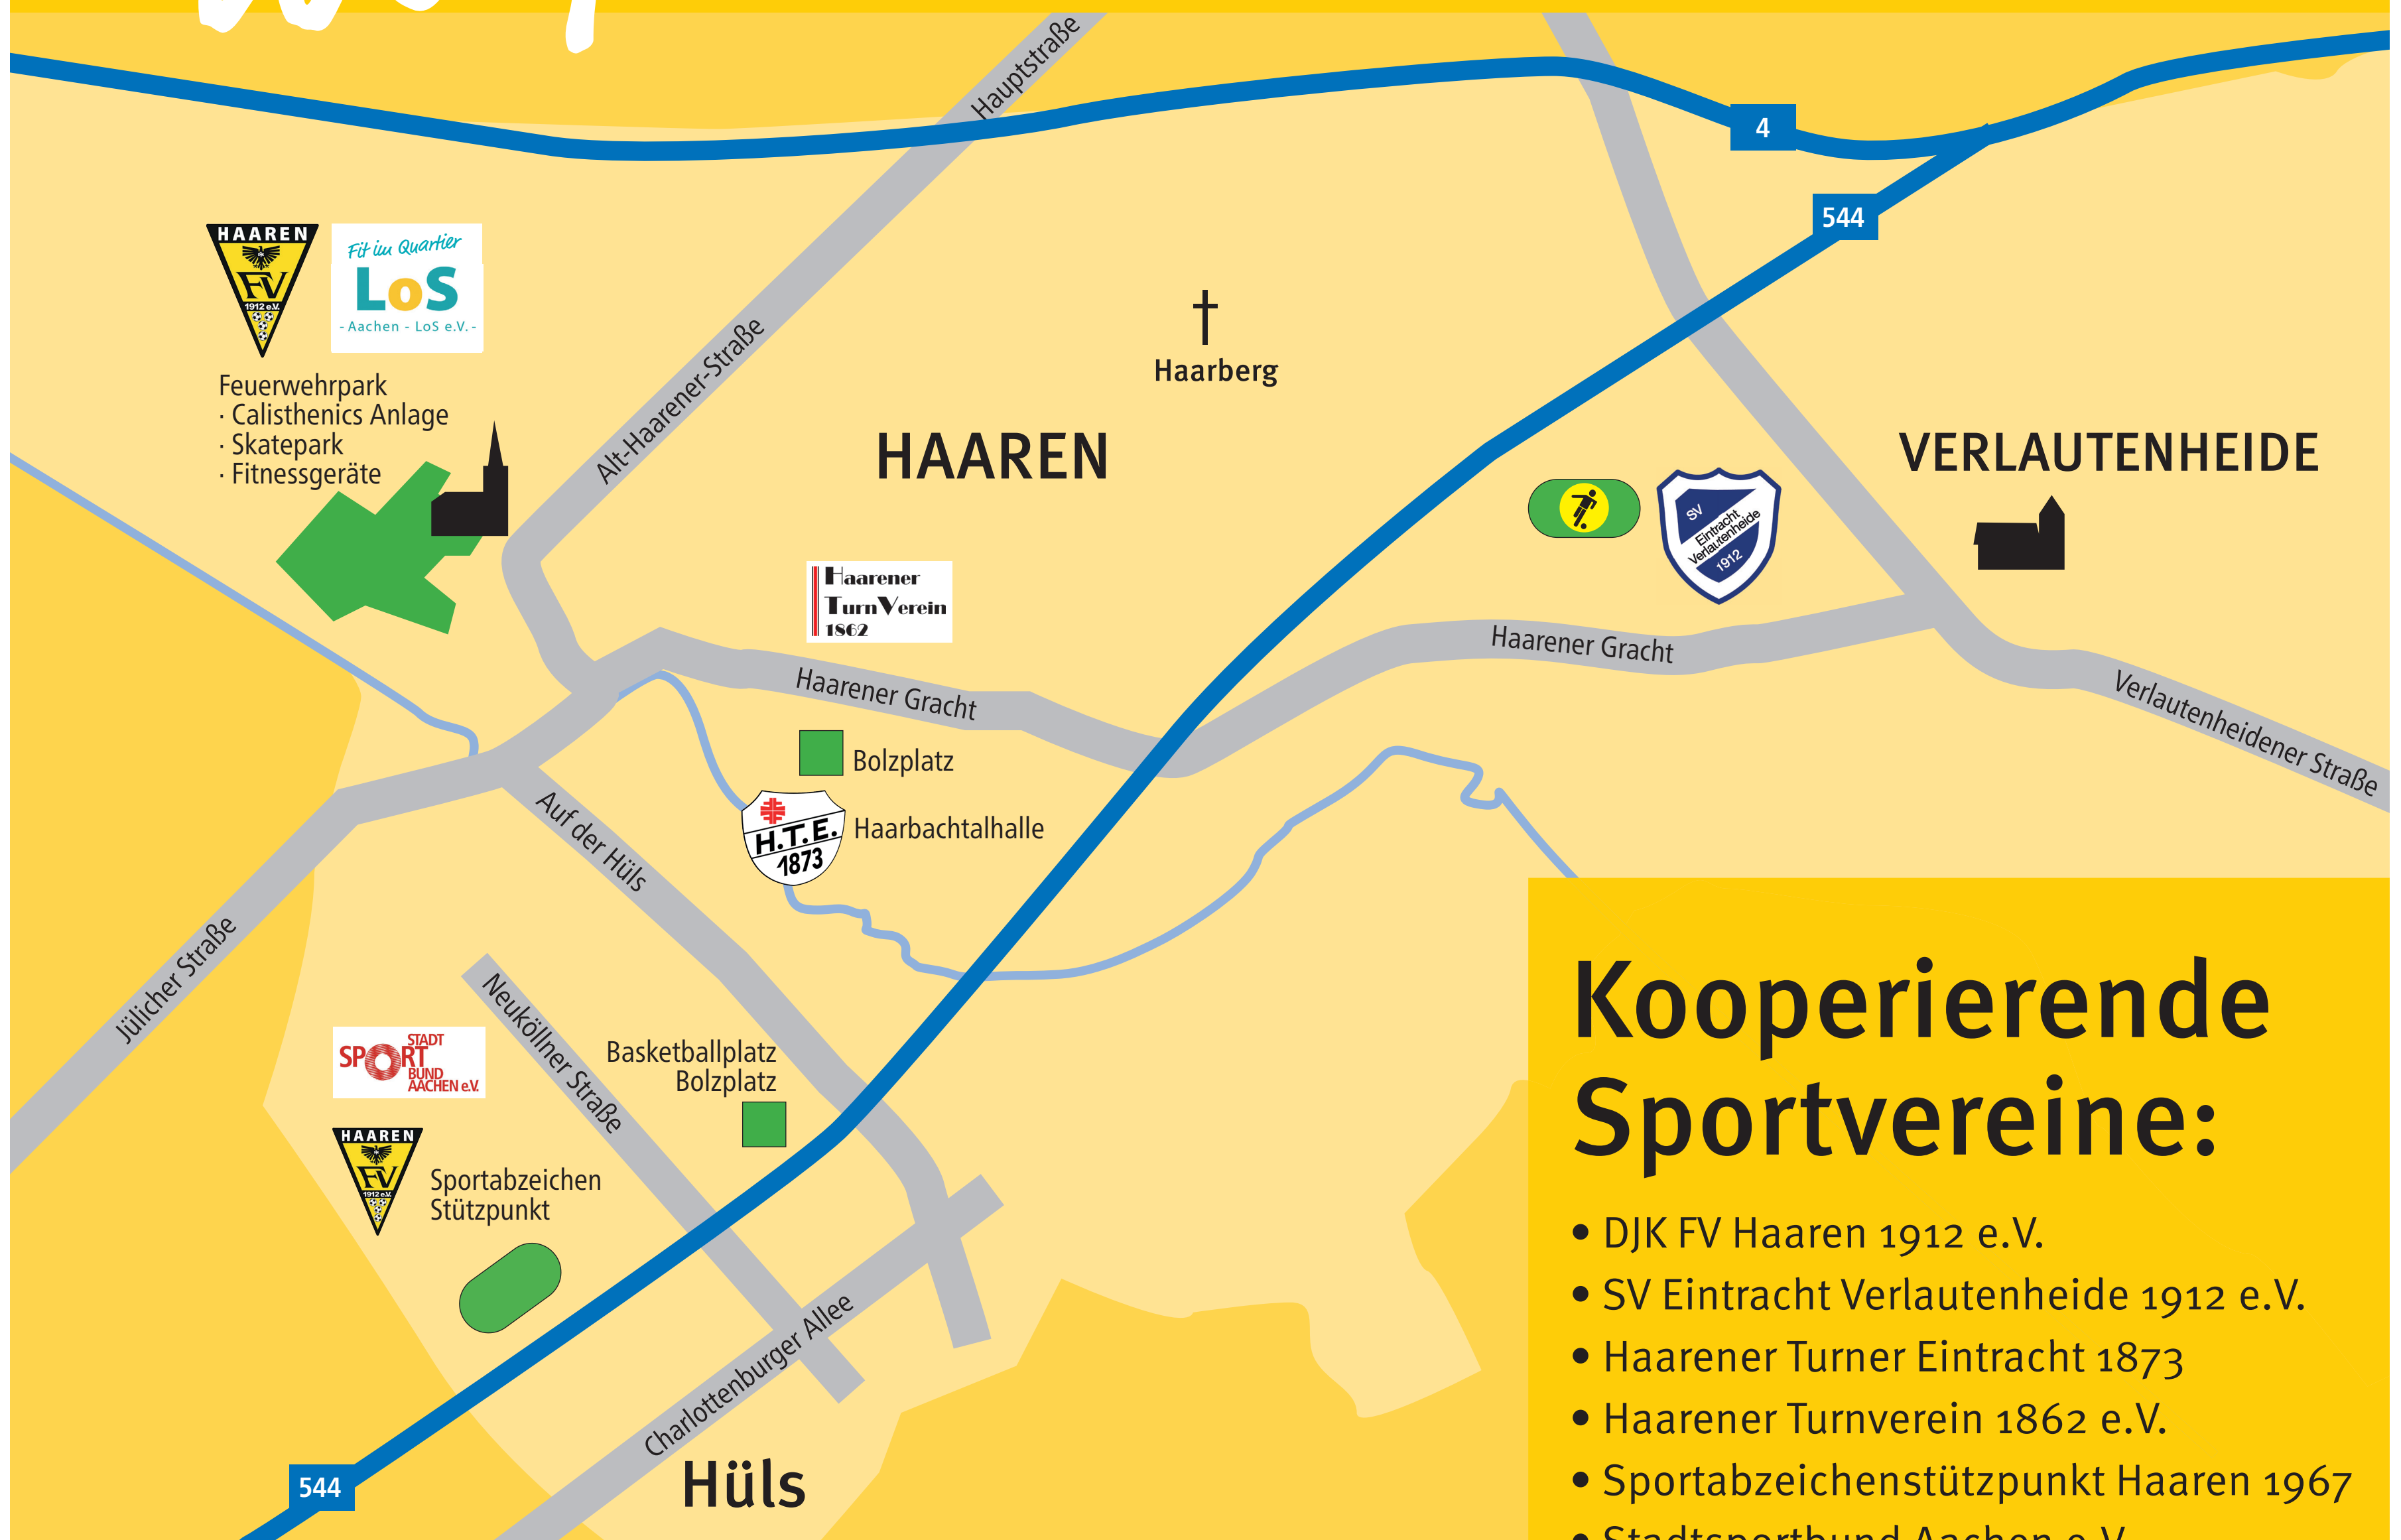 Hauptstraße
4
544
HAAREN
FV
1912 e.V.
Fit im Quartier
LoS
- Aachen - LoS e.V. -
Feuerwehrpark
· Calisthenics Anlage
· Skatepark
· Fitnessgeräte
Alt-Haarener-Straße
Haarberg
HAAREN
VERLAUTENHEIDE
SV
Eintracht
Verlautenheide
1912
Haarener
TurnVerein
1862
Haarener Gracht
Haarener Gracht
Verlautenheidener Straße
Bolzplatz
H.T.E.
1873
Haarbachtalhalle
Auf der Hüls
Jülicher Straße
Neuköllner Straße
STADT
SPORT
BUND
AACHEN e.V.
Basketballplatz
Bolzplatz
HAAREN
FV
1912 e.V.
Sportabzeichen
Stützpunkt
Charlottenburger Allee
Hüls
544
Kooperierende
Sportvereine:
• DJK FV Haaren 1912 e.V.
• SV Eintracht Verlautenheide 1912 e.V.
• Haarener Turner Eintracht 1873
• Haarener Turnverein 1862 e.V.
• Sportabzeichenstützpunkt Haaren 1967
• Stadtsportbund Aachen e.V.